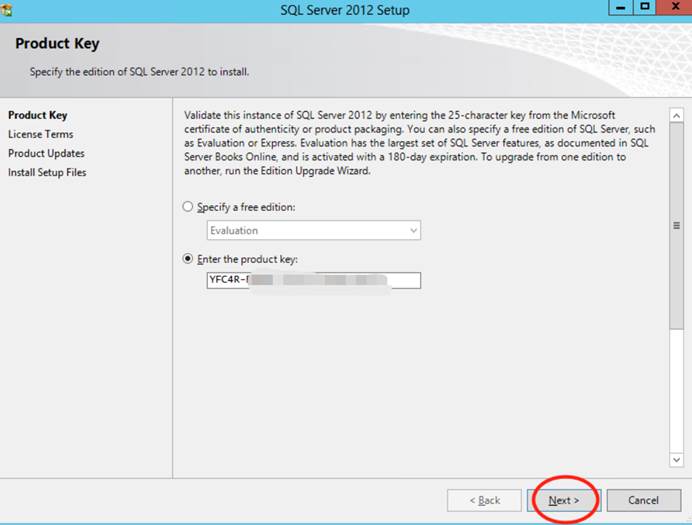 SQL Server 2012 Setup
Product Key
Specify the edition of SQL Server 2012 to install.
Product Key
License Terms
Product Updates
Install Setup Files
Validate this instance of SQL Server 2012 by entering the 25-character key from the Microsoft
certificate of authenticity or product packaging. You can also specify a free edition of SQL Server, such
as Evaluation or Express. Evaluation has the largest set of SQL Server features, as documented in SQL
Server Books Online, and is activated with a 180-day expiration. To upgrade from one edition to
another, run the Edition Upgrade Wizard.
Specify a free edition:
Evaluation
Enter the product key:
YFC4R-
< Back
Next >
Cancel